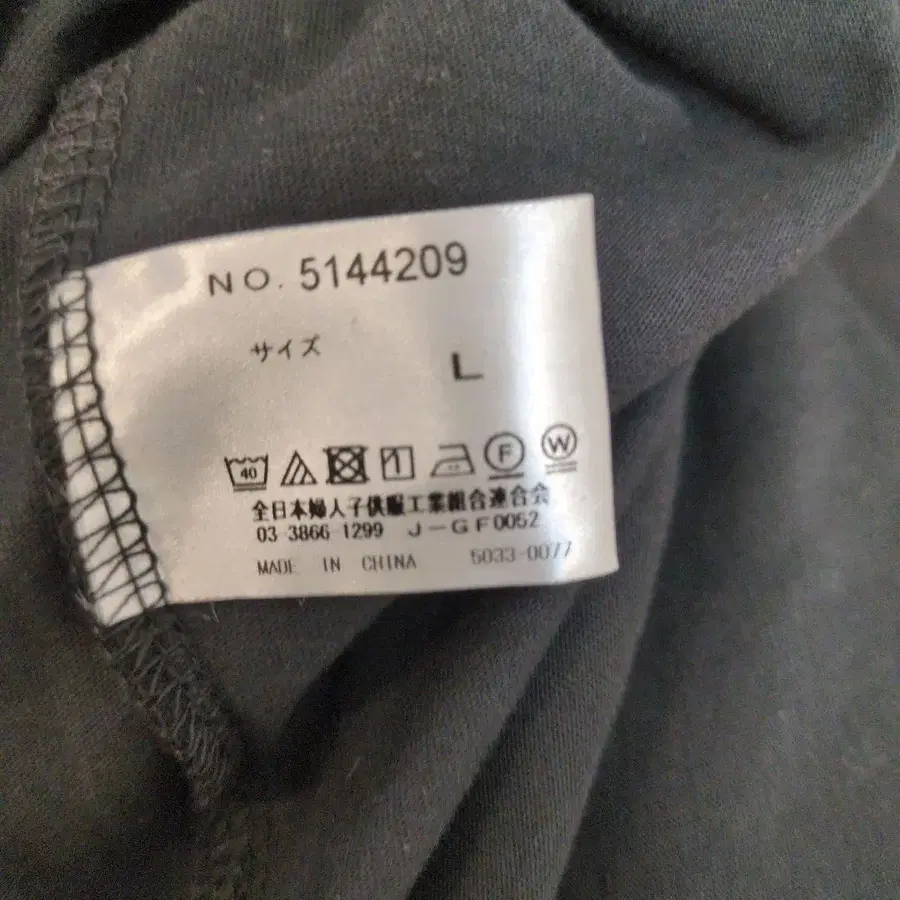 NO. 5144209
サイズ L
40 F W
全日本婦人子供服工業組合連合会
03 3866-1299 J-GF0052
MADE IN CHINA 5033-0077